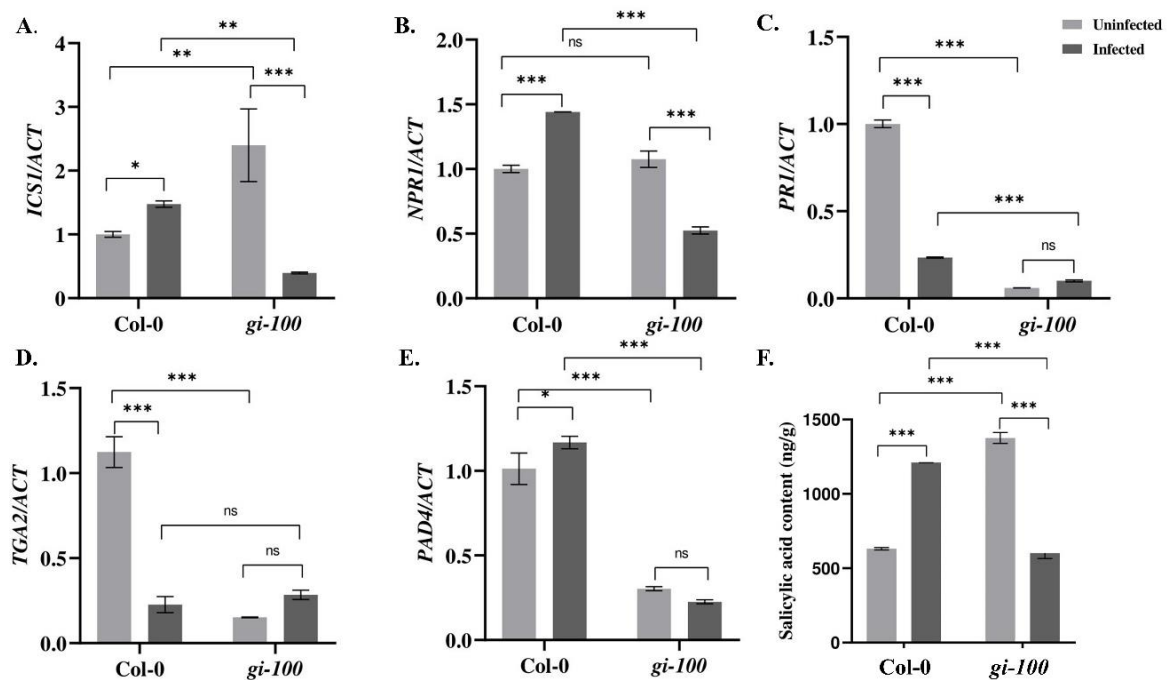 A.
ICS1/ACT
4
3
2
1
0
**
**
***
*
Col-0
gi-100
B.
NPR1/ACT
2.0
1.5
1.0
0.5
0.0
***
ns
***
***
Col-0
gi-100
C.
PR1/ACT
1.5
1.0
0.5
0.0
***
***
***
ns
Col-0
gi-100
Uninfected
Infected
D.
TGA2/ACT
1.5
1.0
0.5
0.0
***
***
ns
ns
Col-0
gi-100
E.
PAD4/ACT
1.5
1.0
0.5
0.0
***
***
*
ns
Col-0
gi-100
F.
Salicylic acid content (ng/g)
1500
1300
500
0
***
***
***
***
Col-0
gi-100